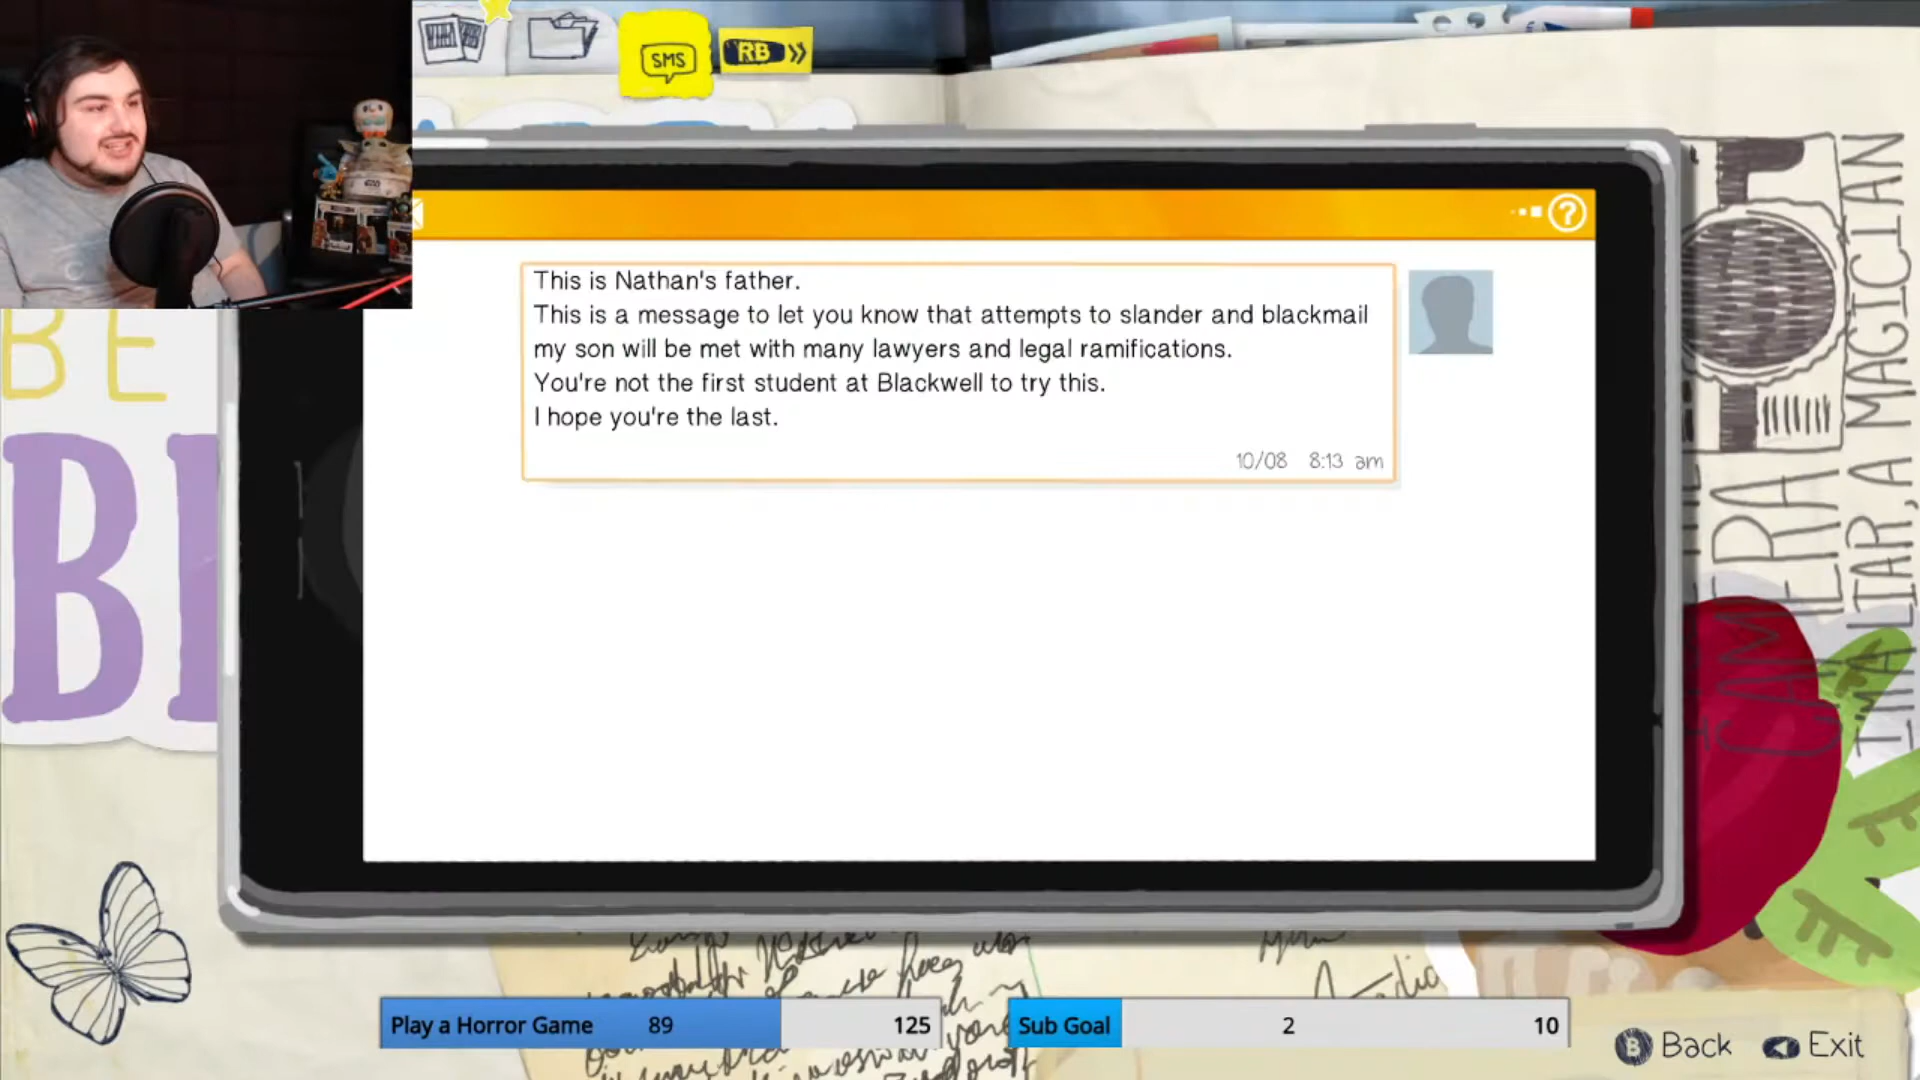 SMS
RB
This is Nathan's father.
This is a message to let you know that attempts to slander and blackmail
my son will be met with many lawyers and legal ramifications.
You're not the first student at Blackwell to try this.
I hope you're the last.
10/08 8:13 am
BE
A MAGICIAN
Play a Horror Game 89 125
Sub Goal 2 10
B Back
Exit